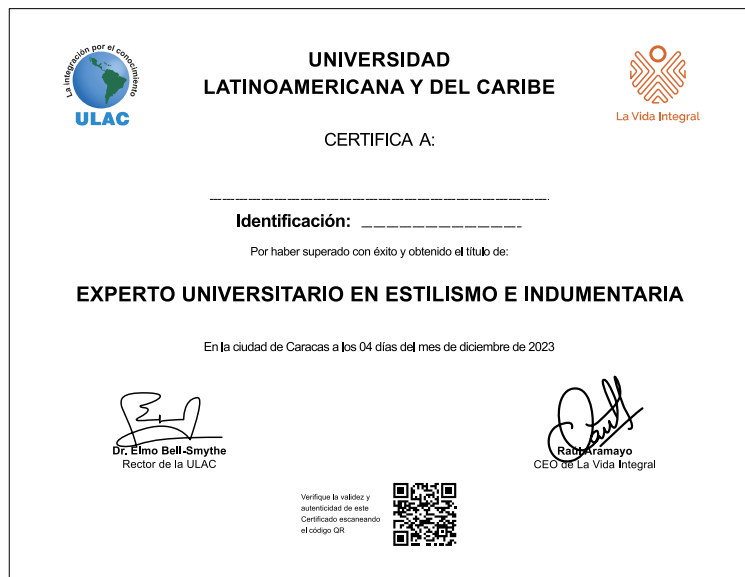 La integración por el conocimiento
ULAC
UNIVERSIDAD
LATINOAMERICANA Y DEL CARIBE
La Vida Integral
CERTIFICA A:
Identificación:
Por haber superado con éxito y obtenido el título de:
EXPERTO UNIVERSITARIO EN ESTILISMO E INDUMENTARIA
En la ciudad de Caracas a los 04 días del mes de diciembre de 2023
Dr. Elmo Bell-Smythe
Rector de la ULAC
Raúl Aramayo
CEO de La Vida Integral
Verifique la validez y
autenticidad de este
Certificado escaneando
el código QR